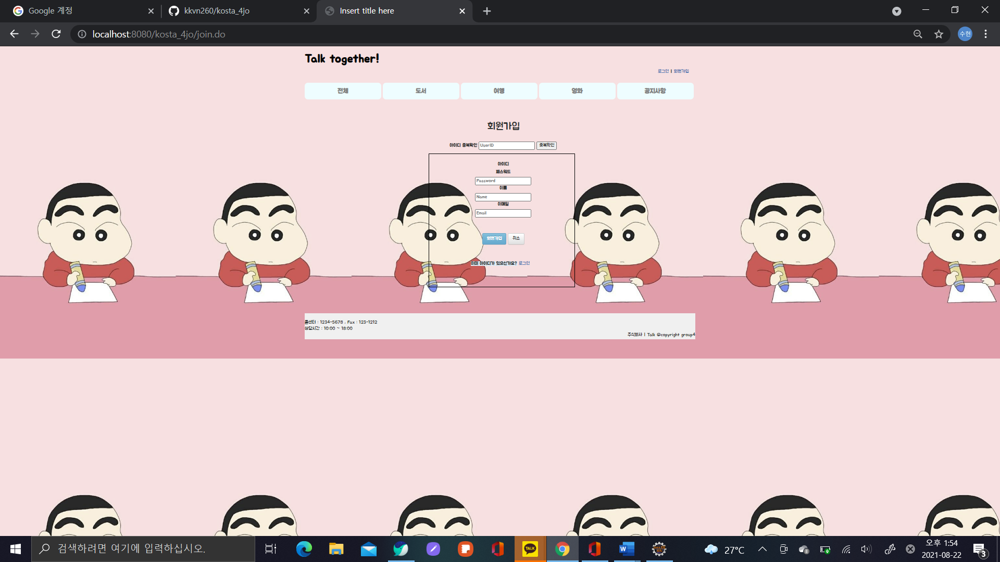 Google 계정
kkvn260/kosta_4jo
Insert title here
localhost:8080/kosta_4jo/join.do
수현
Talk together!
로그인 | 회원가입
전체 도서 여행 영화 공지사항
회원가입
아이디 중복확인 UserID 중복확인
아이디
패스워드
Password
이름
Name
이메일
Email
회원가입 취소
이미 아이디가 있으신가요? 로그인
콜센터 : 1234-5678 , Fax : 123-1212
상담시간 : 10:00 ~ 18:00
주식회사 | Talk @copyright group4
검색하려면 여기에 입력하십시오.
TALK
27°C
오후 1:54
2021-08-22
3